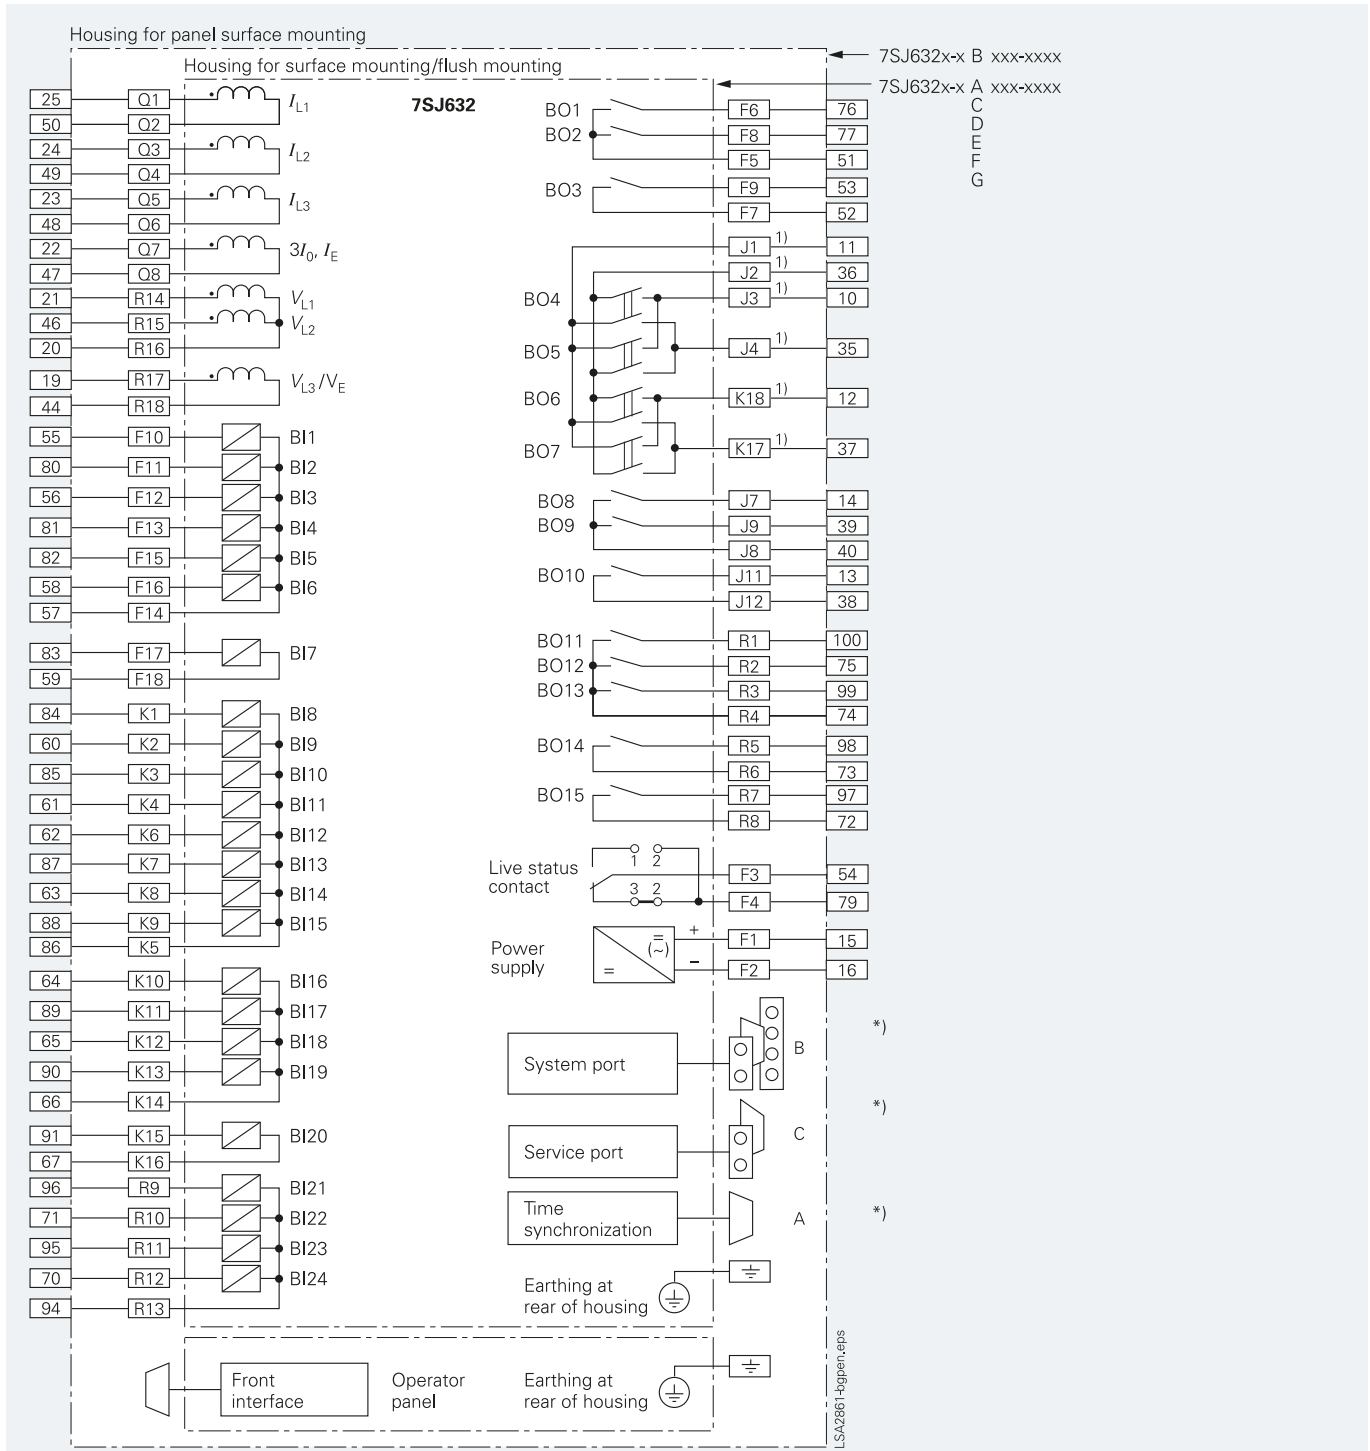 Housing for panel surface mounting
7SJ632x-x B xxx-xxxx
Housing for surface mounting/flush mounting
7SJ632x-x A xxx-xxxx
C
D
E
F
G
7SJ632
25 Q1 I L1
50 Q2
24 Q3 I L2
49 Q4
23 Q5 I L3
48 Q6
22 Q7 3I0, IE
47 Q8
21 R14 VL1
46 R15 VL2
20 R16
19 R17 VL3/VE
44 R18
55 F10 BI1
80 F11 BI2
56 F12 BI3
81 F13 BI4
82 F15 BI5
58 F16 BI6
57 F14
83 F17 BI7
59 F18
84 K1 BI8
60 K2 BI9
85 K3 BI10
61 K4 BI11
62 K6 BI12
87 K7 BI13
63 K8 BI14
88 K9 BI15
86 K5
64 K10 BI16
89 K11 BI17
65 K12 BI18
90 K13 BI19
66 K14
91 K15 BI20
67 K16
96 R9 BI21
71 R10 BI22
95 R11 BI23
70 R12 BI24
94 R13
BO1 F6 76
BO2 F8 77
F5 51
BO3 F9 53
F7 52
J1 1) 11
J2 1) 36
BO4 J3 1) 10
BO5 J4 1) 35
BO6 K18 1) 12
BO7 K17 1) 37
BO8 J7 14
BO9 J9 39
J8 40
BO10 J11 13
J12 38
BO11 R1 100
BO12 R2 75
BO13 R3 99
R4 74
BO14 R5 98
R6 73
BO15 R7 97
R8 72
1 2
Live status
contact
F3 54
3 2
F4 79
Power
supply
= (~) =
+ F1 15
– F2 16
System port B *)
Service port C *)
Time
synchronization
A *)
Earthing at
rear of housing
Front
interface
Operator
panel
Earthing at
rear of housing
LSA2861-bgpen.eps